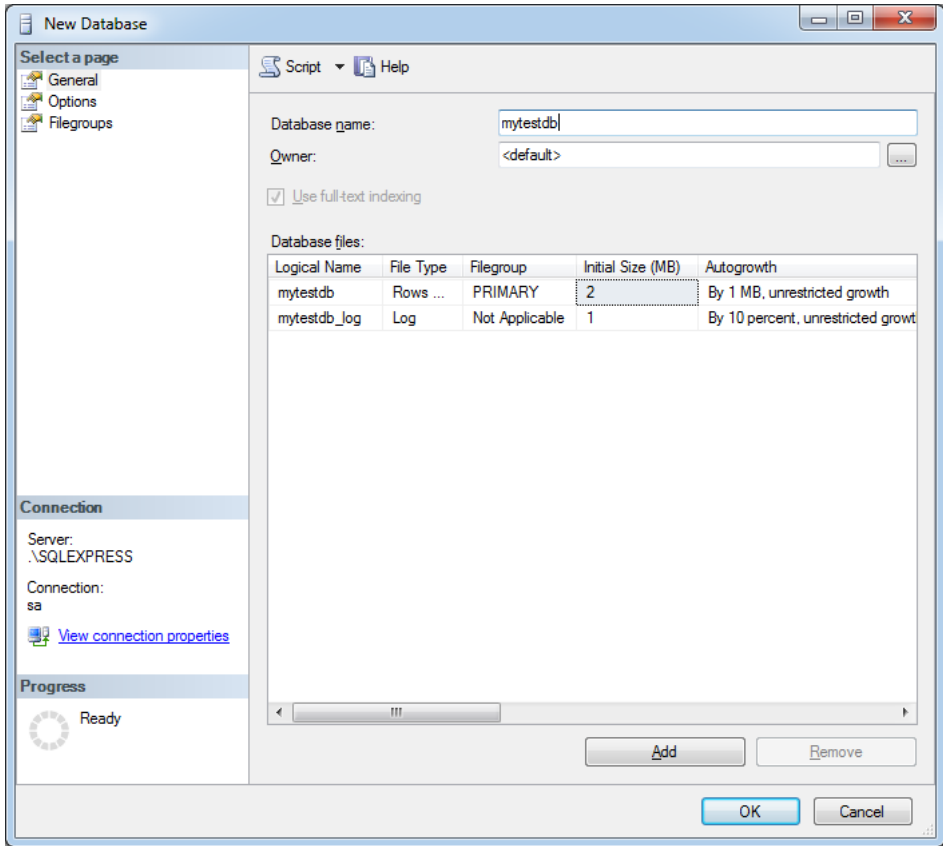 New Database
Select a page
General
Options
Filegroups
Script Help
Database name: mytestdb
Owner: <default> ...
Use full-text indexing
Database files:
Logical Name File Type Filegroup Initial Size (MB) Autogrowth
mytestdb Rows ... PRIMARY 2 By 1 MB, unrestricted growth
mytestdb_log Log Not Applicable 1 By 10 percent, unrestricted growt
Connection
Server:
.\SQLEXPRESS
Connection:
sa
View connection properties
Progress
Ready
Add Remove
OK Cancel